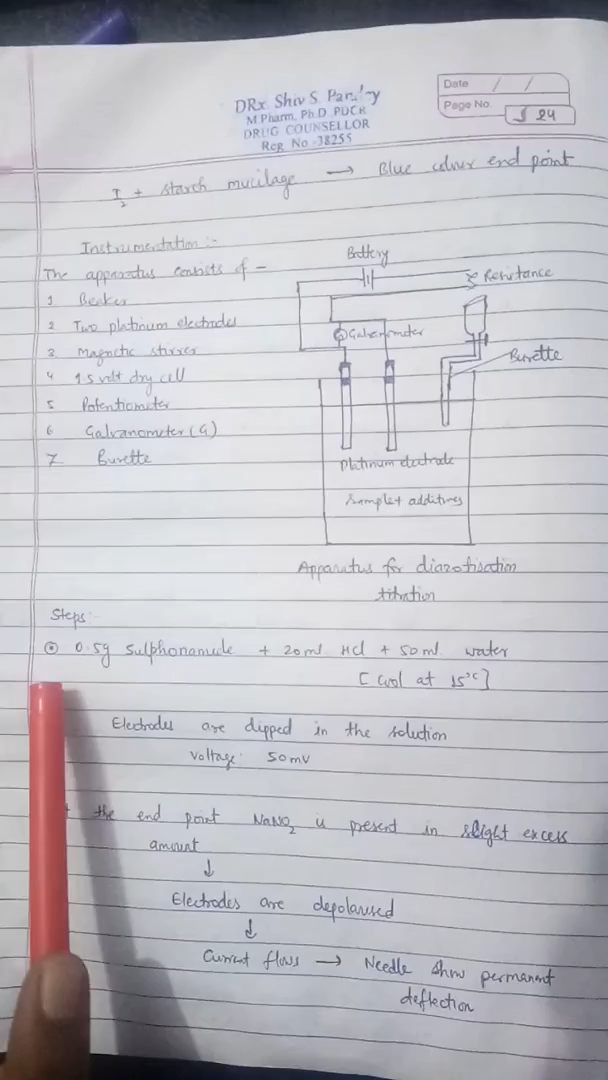 DRx. Shiv S. Pandey
M Pharm, Ph.D PDCR
DRUG COUNSELLOR
Reg No.-38255
Date / /
Page No.
24
I2 + starch mucilage → Blue colour end point
Instrumentation :-
The apparatus consists of -
1 Beaker
2 Two platinum electrodes
3 Magnetic stirrer
4 1.5 volt dry cell
5 Potentiometer
6 Galvanometer (G)
7 Burette
Battery
Resistance
G Galvanometer
Burette
Platinum electrode
Sample + additives
Apparatus for diazotisation
titration
Steps:-
0.5g sulphonamide + 20ml HCl + 50ml water
[Cool at 15°C]
Electrodes are dipped in the solution
Voltage: 50mV
the end point NaNO2 is present in slight excess
amount
↓
Electrodes are depolarised
↓
Current flows → Needle show permanent
deflection